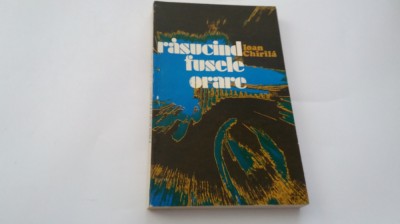 răsucind
fusele
orare
Ioan
Chirilă